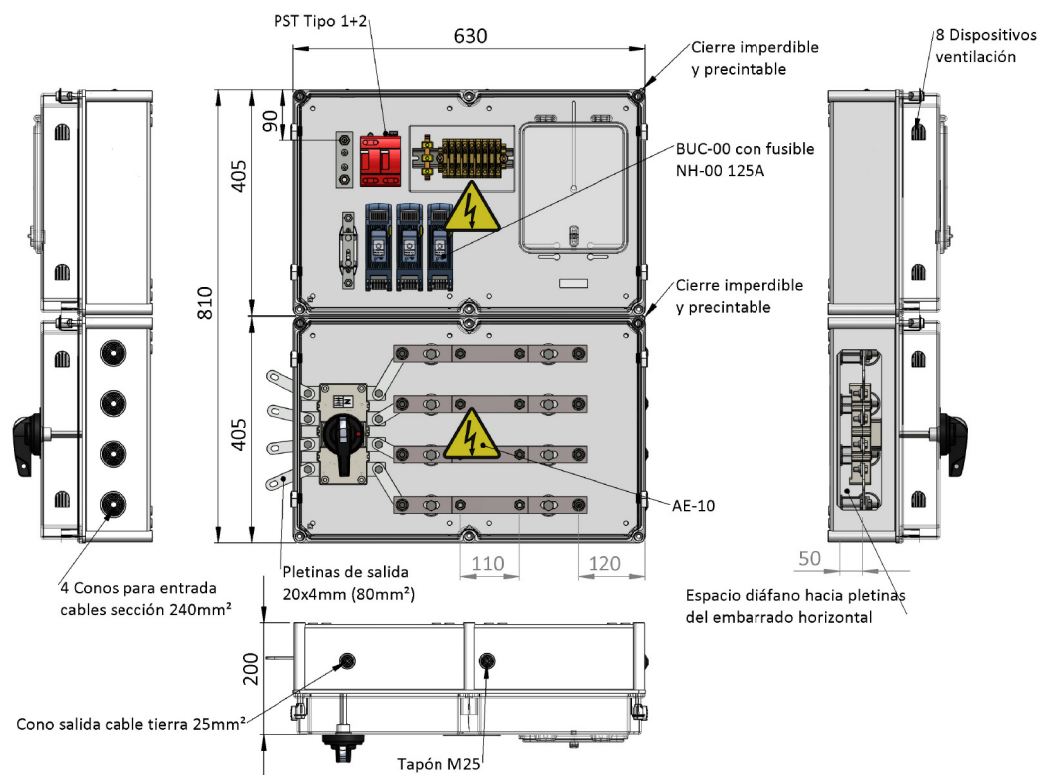 PST Tipo 1+2
630
Cierre imperdible
y precintable
8 Dispositivos
ventilación
90
405
810
BUC-00 con fusible
NH-00 125A
Cierre imperdible
y precintable
405
AE-10
110
120
50
4 Conos para entrada
cables sección 240mm²
Pletinas de salida
20x4mm (80mm²)
Espacio diáfano hacia pletinas
del embarrado horizontal
200
Cono salida cable tierra 25mm²
Tapón M25